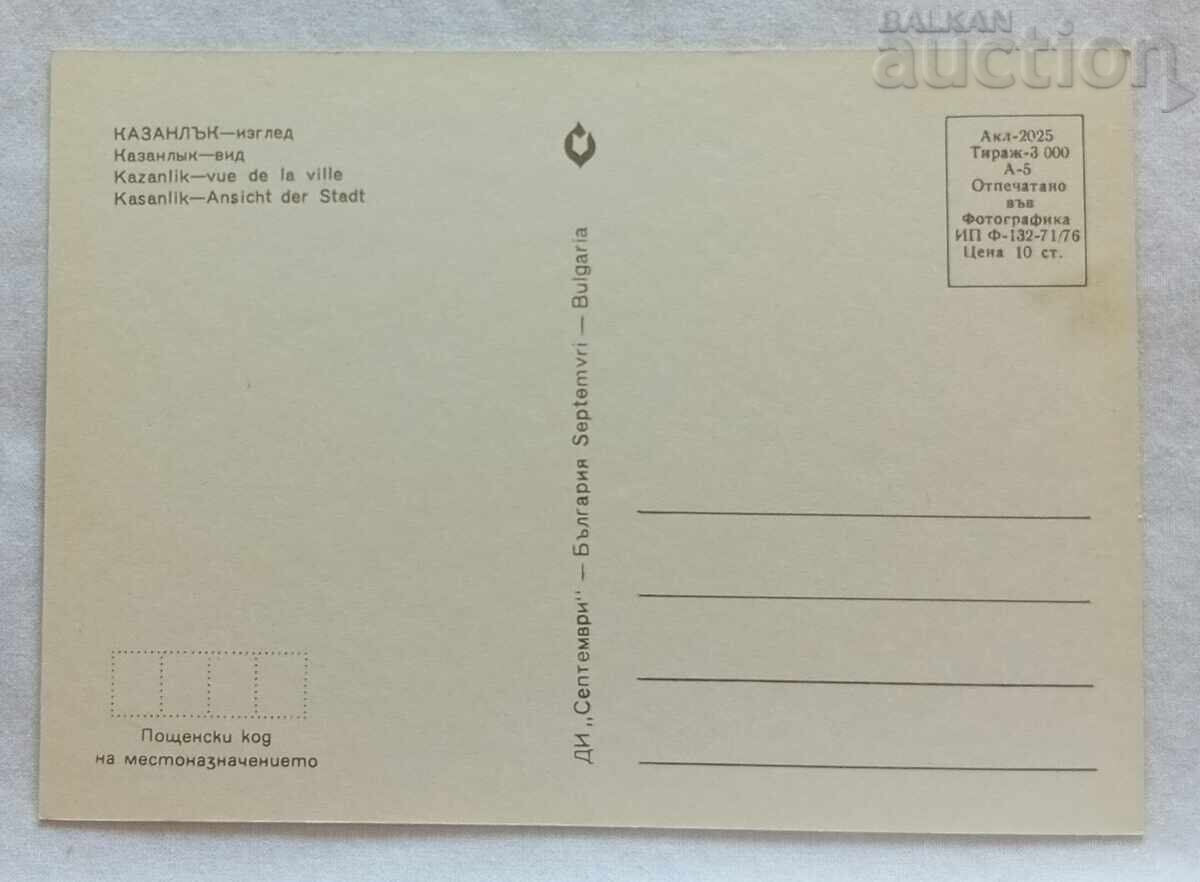 BALKAN
auction
КАЗАНЛЪК—изглед
Казанлык—вид
Kazanlik—vue de la ville
Kasanlik—Ansicht der Stadt
ДИ „Септември" — България Septemvri — Bulgaria
Акл-2025
Тираж-3 000
А-5
Отпечатано
във
Фотографика
ИП Ф-132-71/76
Цена 10 ст.
Пощенски код
на местоназначението